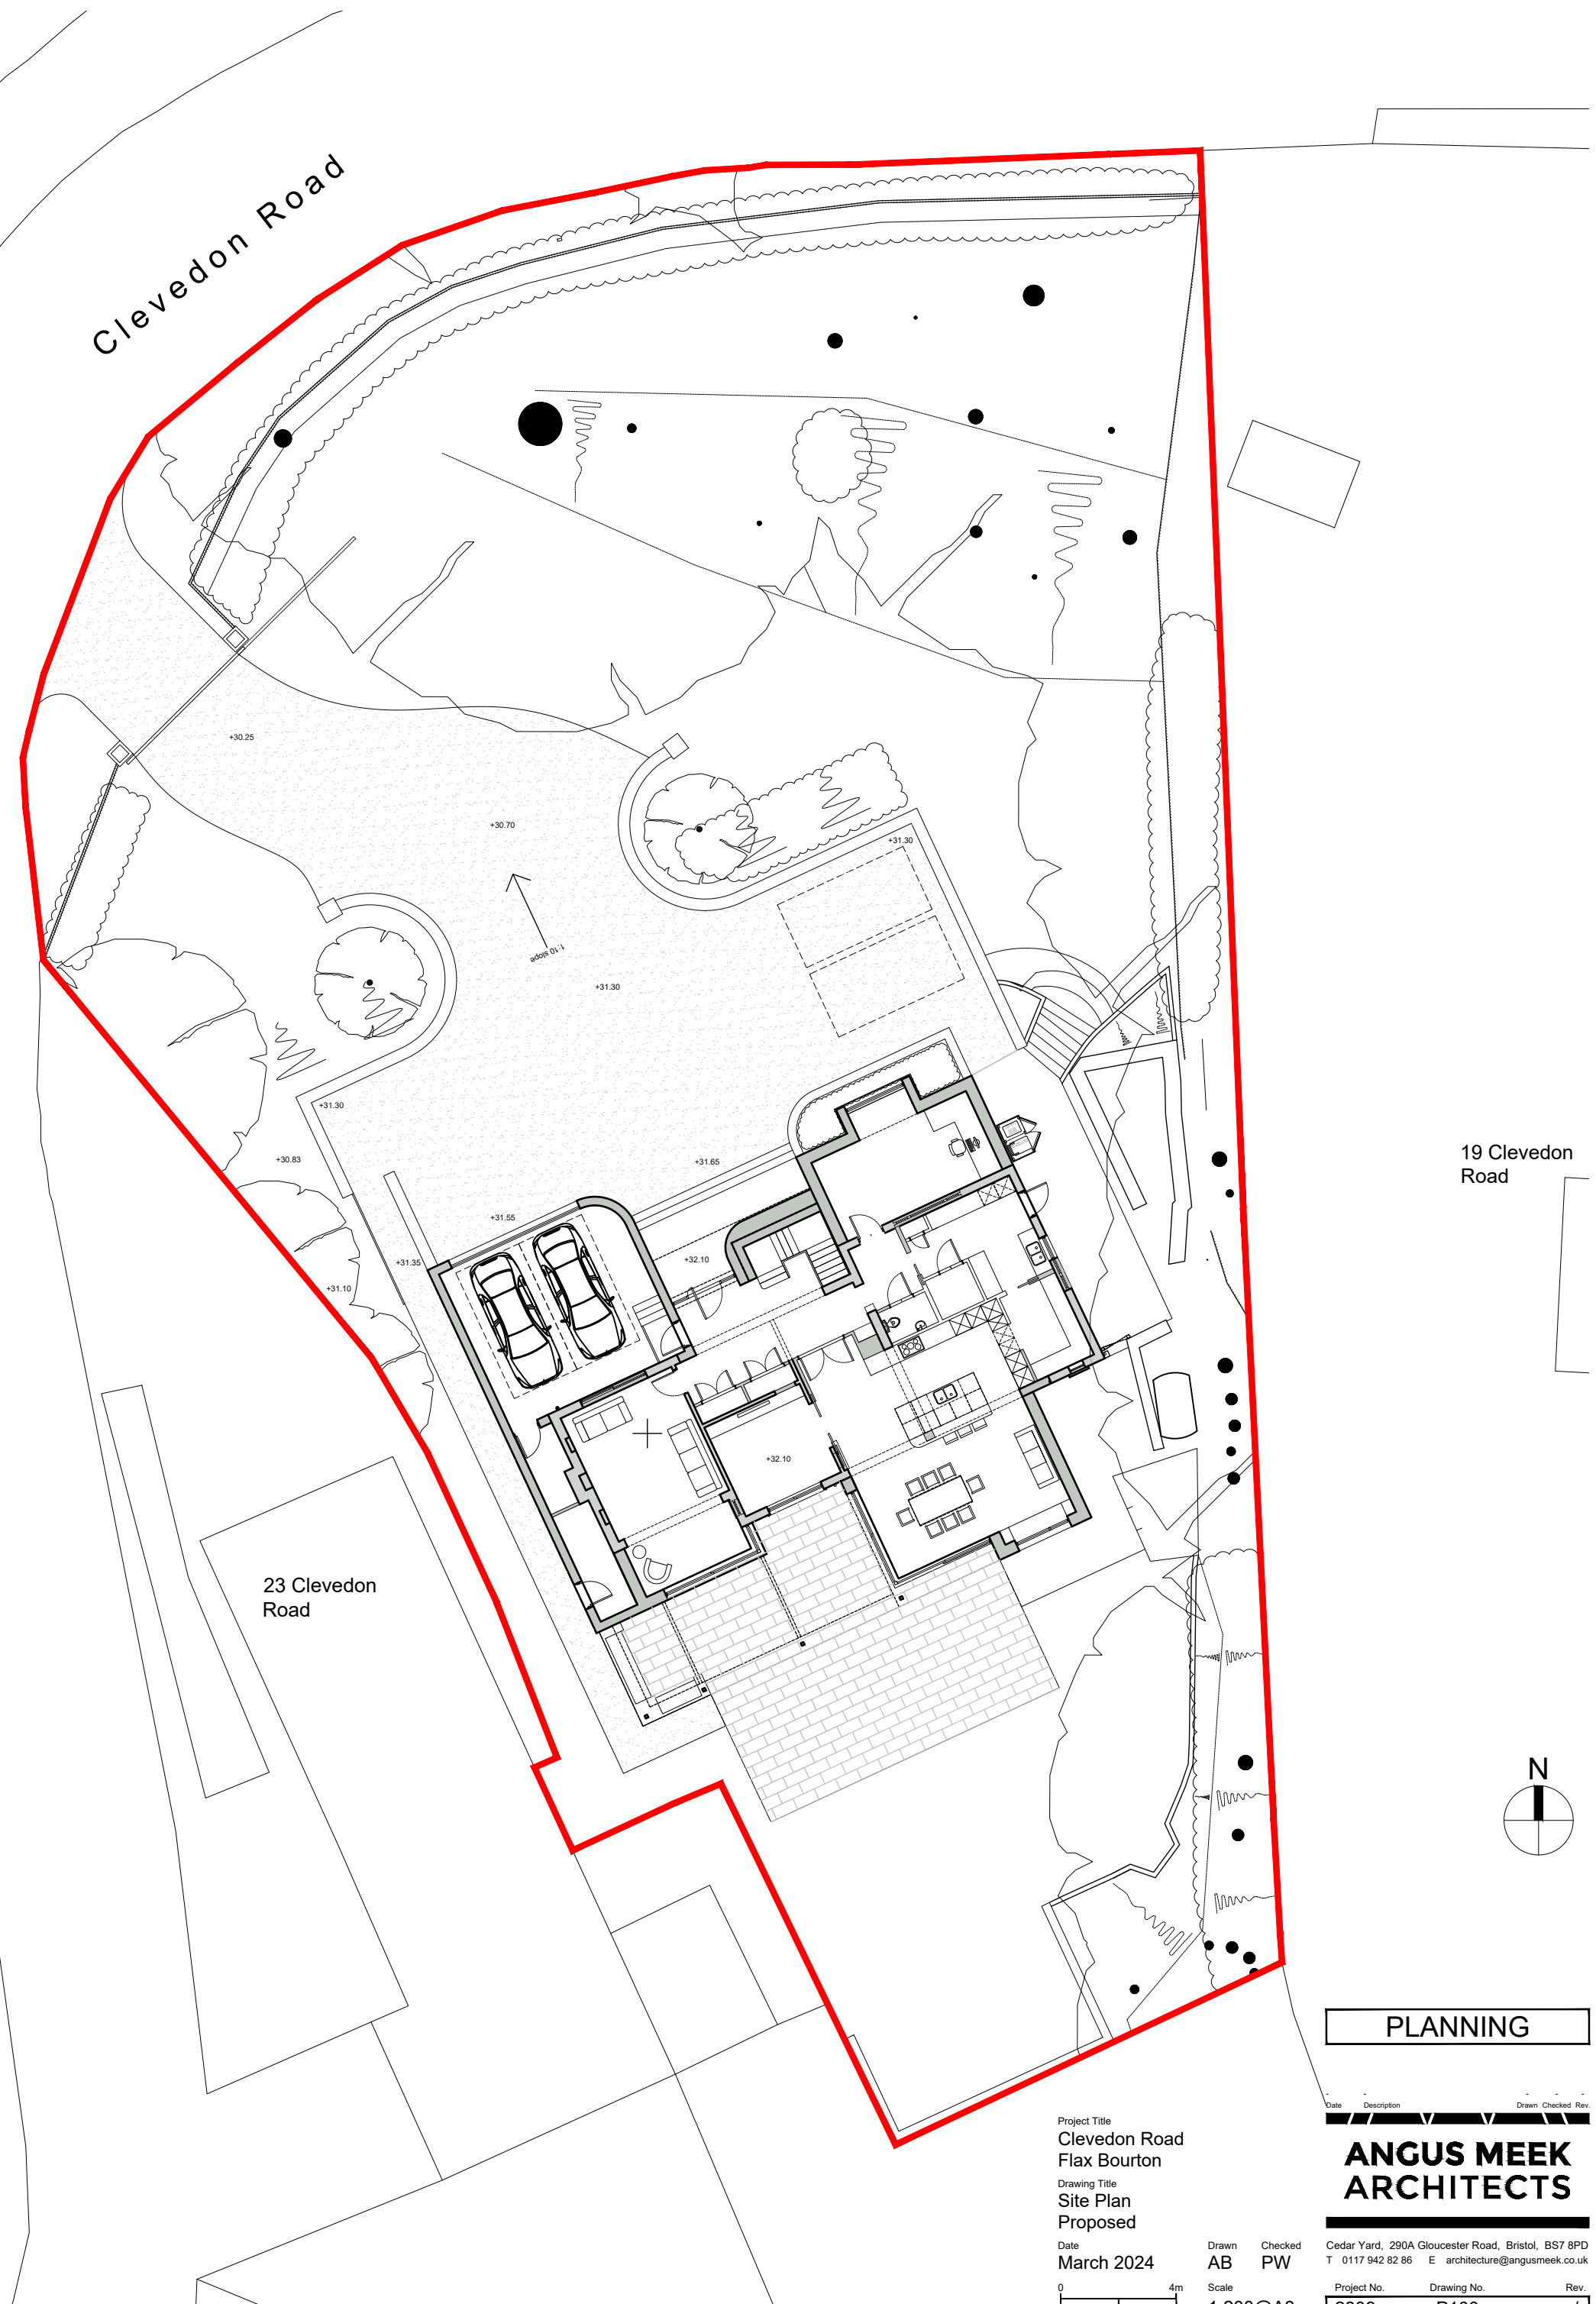 Clevedon Road
+30.25
+30.70
+31.30
1:10 slope
+31.30
+31.30
+30.83
+31.65
+31.55
+31.35
+32.10
+31.10
+32.10
19 Clevedon
Road
23 Clevedon
Road
N
PLANNING
- - - - -
Date Description Drawn Checked Rev.
ANGUS MEEK
ARCHITECTS
Cedar Yard, 290A Gloucester Road, Bristol, BS7 8PD
T 0117 942 82 86 E architecture@angusmeek.co.uk
Project Title
Clevedon Road
Flax Bourton
Drawing Title
Site Plan
Proposed
Date Drawn Checked
March 2024 AB PW
0 4m Scale
Project No. Drawing No. Rev.